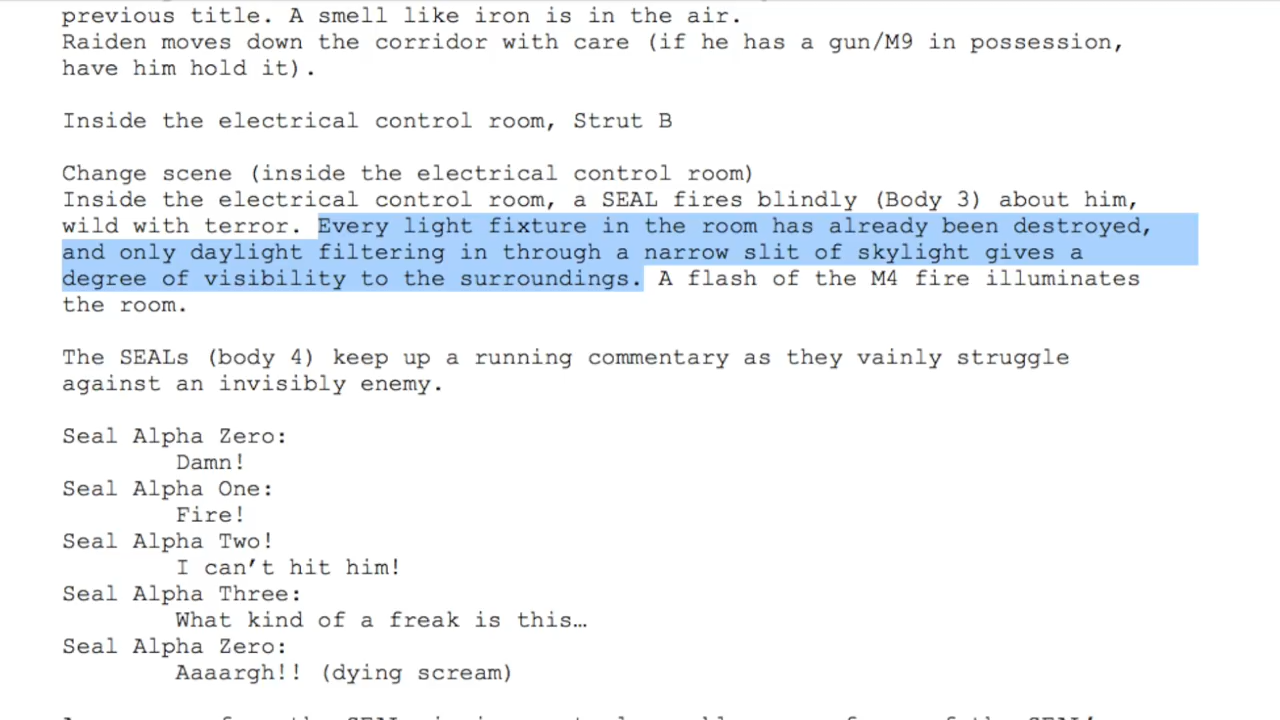 previous title. A smell like iron is in the air.
Raiden moves down the corridor with care (if he has a gun/M9 in possession,
have him hold it).
Inside the electrical control room, Strut B
Change scene (inside the electrical control room)
Inside the electrical control room, a SEAL fires blindly (Body 3) about him,
wild with terror. Every light fixture in the room has already been destroyed,
and only daylight filtering in through a narrow slit of skylight gives a
degree of visibility to the surroundings. A flash of the M4 fire illuminates
the room.
The SEALs (body 4) keep up a running commentary as they vainly struggle
against an invisibly enemy.
Seal Alpha Zero:
Damn!
Seal Alpha One:
Fire!
Seal Alpha Two!
I can’t hit him!
Seal Alpha Three:
What kind of a freak is this…
Seal Alpha Zero:
Aaaargh!! (dying scream)